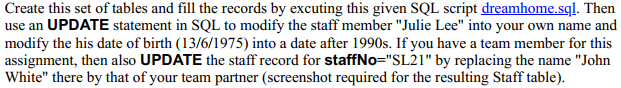 Create this set of tables and fill the records by excuting this given SQL script dreamhome.sql. Then
use an UPDATE statement in SQL to modify the staff member "Julie Lee" into your own name and
modify the his date of birth (13/6/1975) into a date after 1990s. If you have a team member for this
assignment, then also UPDATE the staff record for staffNo="SL21" by replacing the name "John
White" there by that of your team partner (screenshot required for the resulting Staff table).